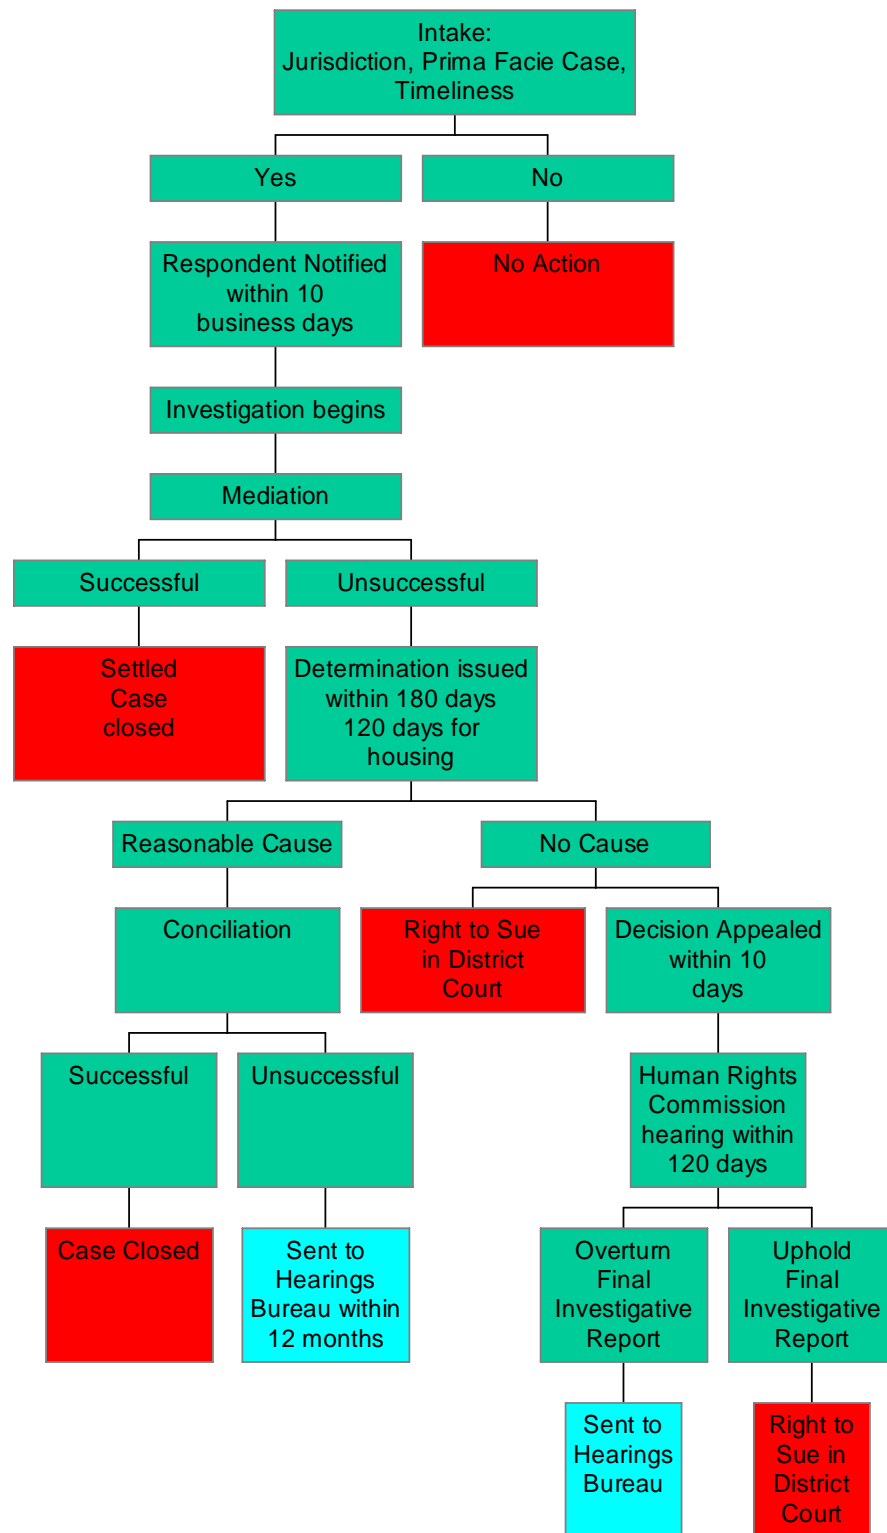 Intake:
Jurisdiction, Prima Facie Case,
Timeliness
Yes
No
Respondent Notified
within 10
business days
No Action
Investigation begins
Mediation
Successful
Unsuccessful
Settled
Case
closed
Determination issued
within 180 days
120 days for
housing
Reasonable Cause
No Cause
Conciliation
Right to Sue
in District
Court
Decision Appealed
within 10
days
Successful
Unsuccessful
Human Rights
Commission
hearing within
120 days
Case Closed
Sent to
Hearings
Bureau within
12 months
Overturn
Final
Investigative
Report
Uphold
Final
Investigative
Report
Sent to
Hearings
Bureau
Right to
Sue in
District
Court